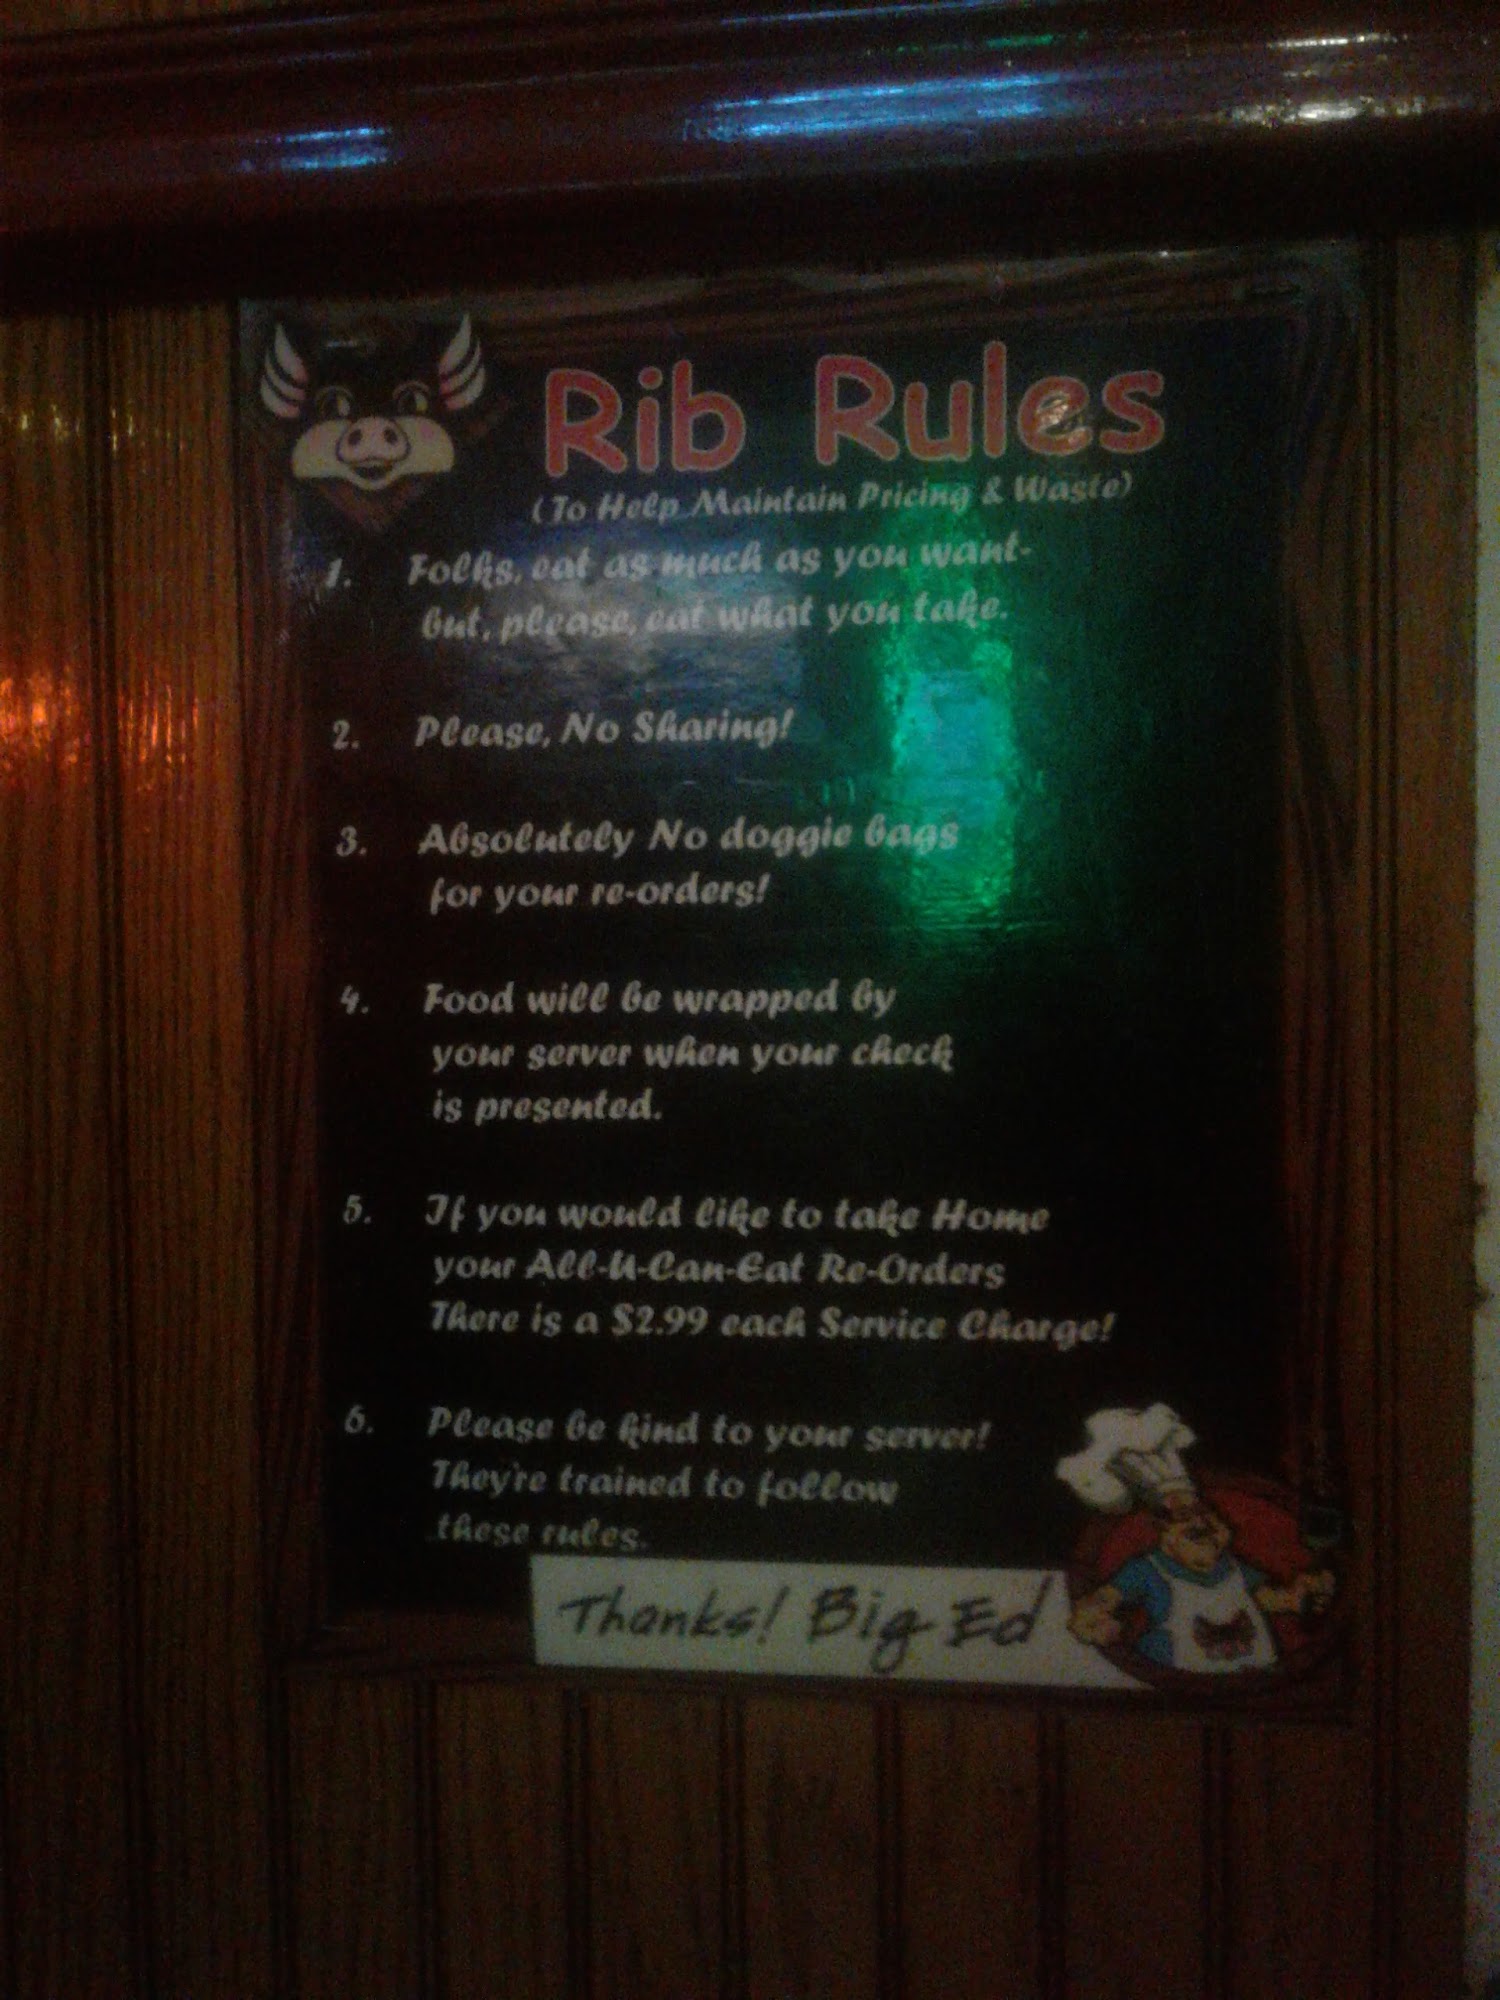 Rib Rules
(To Help Maintain Pricing & Waste)
1. Folks, eat as much as you want-
but, please, eat what you take.
2. Please, No Sharing!
3. Absolutely No doggie bags
for your re-orders!
4. Food will be wrapped by
your server when your check
is presented.
5. If you would like to take Home
your All-U-Can-Eat Re-Orders
There is a $2.99 each Service Charge!
6. Please be kind to your server!
They're trained to follow
these rules.
Thanks! Big Ed